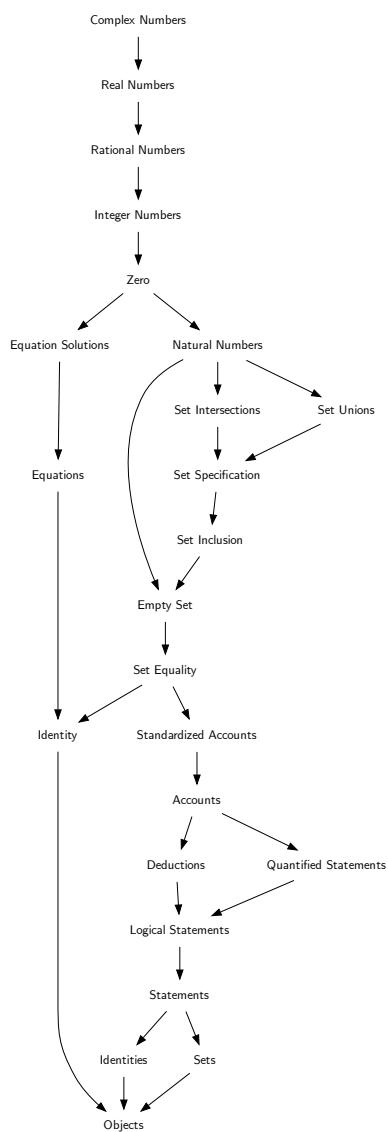 Complex Numbers
Real Numbers
Rational Numbers
Integer Numbers
Zero
Equation Solutions
Natural Numbers
Set Intersections
Set Unions
Equations
Set Specification
Set Inclusion
Empty Set
Set Equality
Identity
Standardized Accounts
Accounts
Deductions
Quantified Statements
Logical Statements
Statements
Identities
Sets
Objects